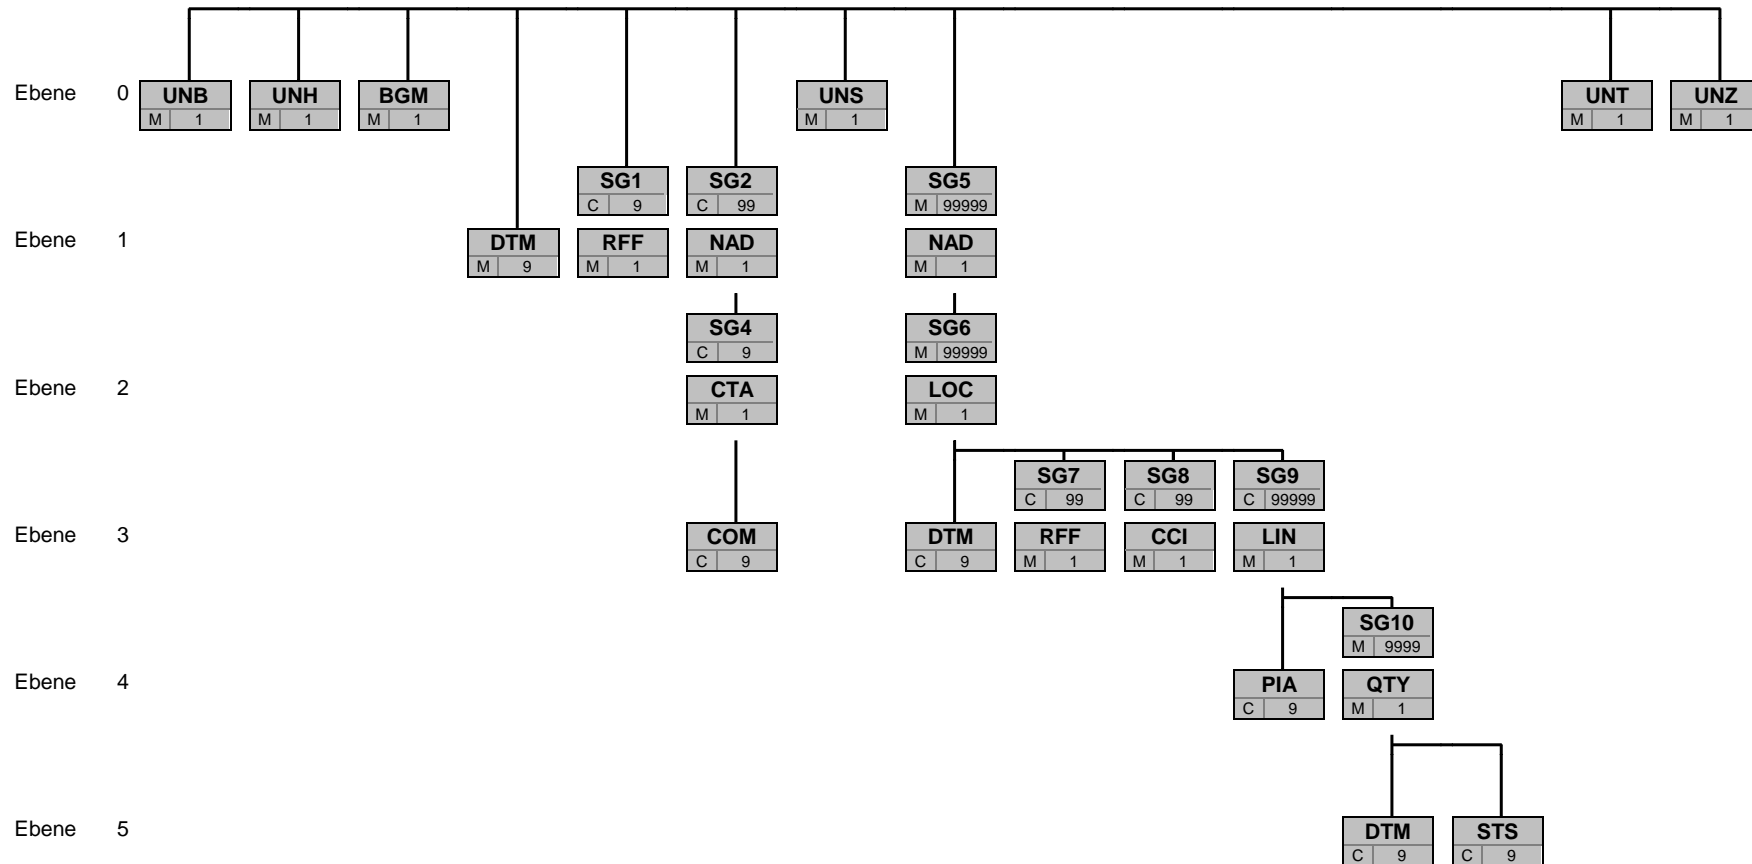 Ebene 0 UNB UNH BGM UNS UNT UNZ
M 1 M 1 M 1 M 1 M 1 M 1
SG1 SG2 SG5
C 9 C 99 M 99999
Ebene 1 DTM RFF NAD NAD
M 9 M 1 M 1 M 1
SG4 SG6
C 9 M 99999
Ebene 2 CTA LOC
M 1 M 1
SG7 SG8 SG9
C 99 C 99 C 99999
Ebene 3 COM DTM RFF CCI LIN
C 9 C 9 M 1 M 1 M 1
SG10
M 9999
Ebene 4 PIA QTY
C 9 M 1
Ebene 5 DTM STS
C 9 C 9